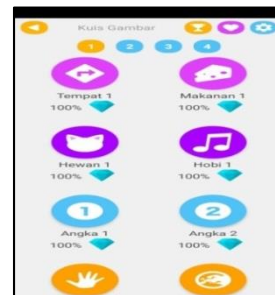 Kuis Gambar
1 2 3 4
Tempat 1 Makanan 1
100% 100%
Hewan 1 Hobi 1
100% 100%
1 2
Angka 1 Angka 2
100% 100%